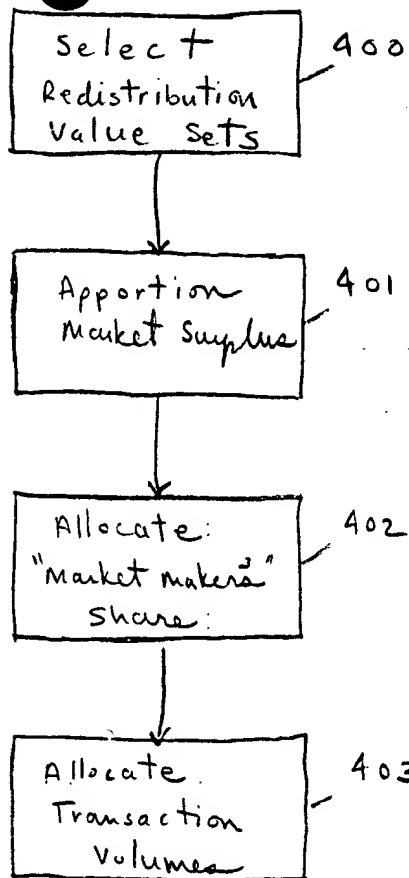 Select
Redistribution
Value Sets
400
Apportion
Market Surplus
401
Allocate:
"Market makers"
Share:
402
Allocate
Transaction
Volumes
403